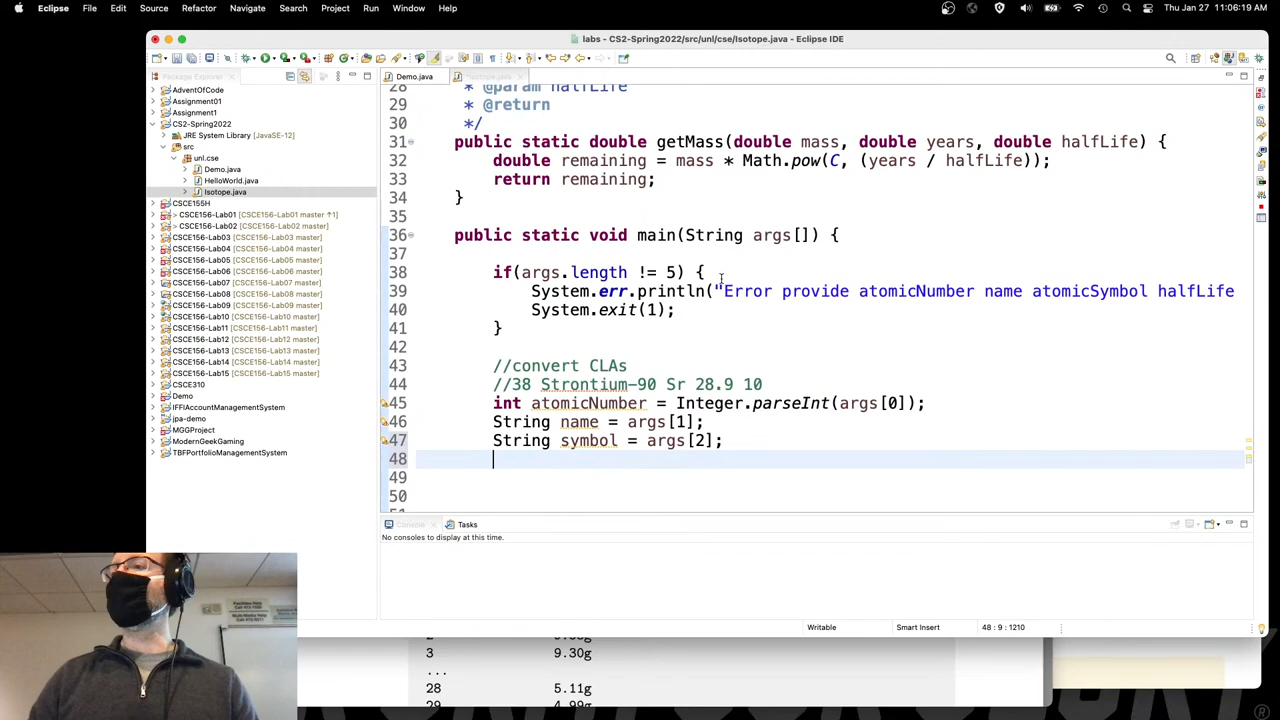 Eclipse File Edit Source Refactor Navigate Search Project Run Window Help Thu Jan 27 11:06:19 AM
labs - CS2-Spring2022/src/unl/cse/Isotope.java - Eclipse IDE
Package Explorer
Demo.java
*Isotope.java
AdventOfCode
Assignment01
Assignment1
CS2-Spring2022
JRE System Library [JavaSE-12]
src
unl.cse
Demo.java
HelloWorld.java
Isotope.java
CSCE155H
> CSCE156-Lab01 [CSCE156-Lab01 master ↑1]
> CSCE156-Lab02 [CSCE156-Lab02 master]
CSCE156-Lab03 [CSCE156-Lab03 master]
CSCE156-Lab04 [CSCE156-Lab04 master]
CSCE156-Lab05 [CSCE156-Lab05 master]
CSCE156-Lab06 [CSCE156-Lab06 master]
CSCE156-Lab07 [CSCE156-Lab07 master]
CSCE156-Lab08 [CSCE156-Lab08 master]
CSCE156-Lab09 [CSCE156-Lab09 master]
CSCE156-Lab10 [CSCE156-Lab10 master]
CSCE156-Lab11 [CSCE156-Lab11 master]
CSCE156-Lab12 [CSCE156-Lab12 master]
CSCE156-Lab13 [CSCE156-Lab13 master]
CSCE156-Lab14 [CSCE156-Lab14 master]
CSCE156-Lab15 [CSCE156-Lab15 master]
CSCE310
Demo
IFFIAccountManagementSystem
jpa-demo
MGGProject
ModernGeekGaming
TBFPortfolioManagementSystem
28 * @param halfLife
29 * @return
30 */
31 public static double getMass(double mass, double years, double halfLife) {
32 double remaining = mass * Math.pow(C, (years / halfLife));
33 return remaining;
34 }
35
36 public static void main(String args[]) {
37
38 if(args.length != 5) {
39 System.err.println("Error provide atomicNumber name atomicSymbol halfLife
40 System.exit(1);
41 }
42
43 //convert CLAs
44 //38 Strontium-90 Sr 28.9 10
45 int atomicNumber = Integer.parseInt(args[0]);
46 String name = args[1];
47 String symbol = args[2];
48
49
50
Console
Tasks
No consoles to display at this time.
Writable
Smart Insert
48 : 9 : 1210
3 9.30g
...
28 5.11g
29 4.99g